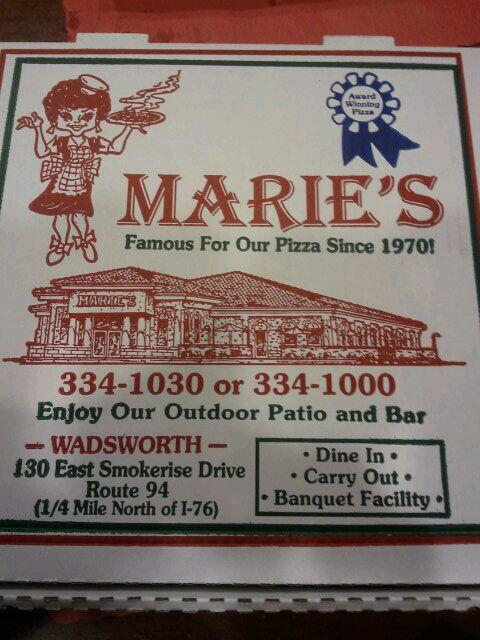 Award
Winning
Pizza
MARIE'S
Famous For Our Pizza Since 1970!
MARIE'S
334-1030 or 334-1000
Enjoy Our Outdoor Patio and Bar
— WADSWORTH —
130 East Smokerise Drive
Route 94
(1/4 Mile North of I-76)
• Dine In •
• Carry Out •
• Banquet Facility •